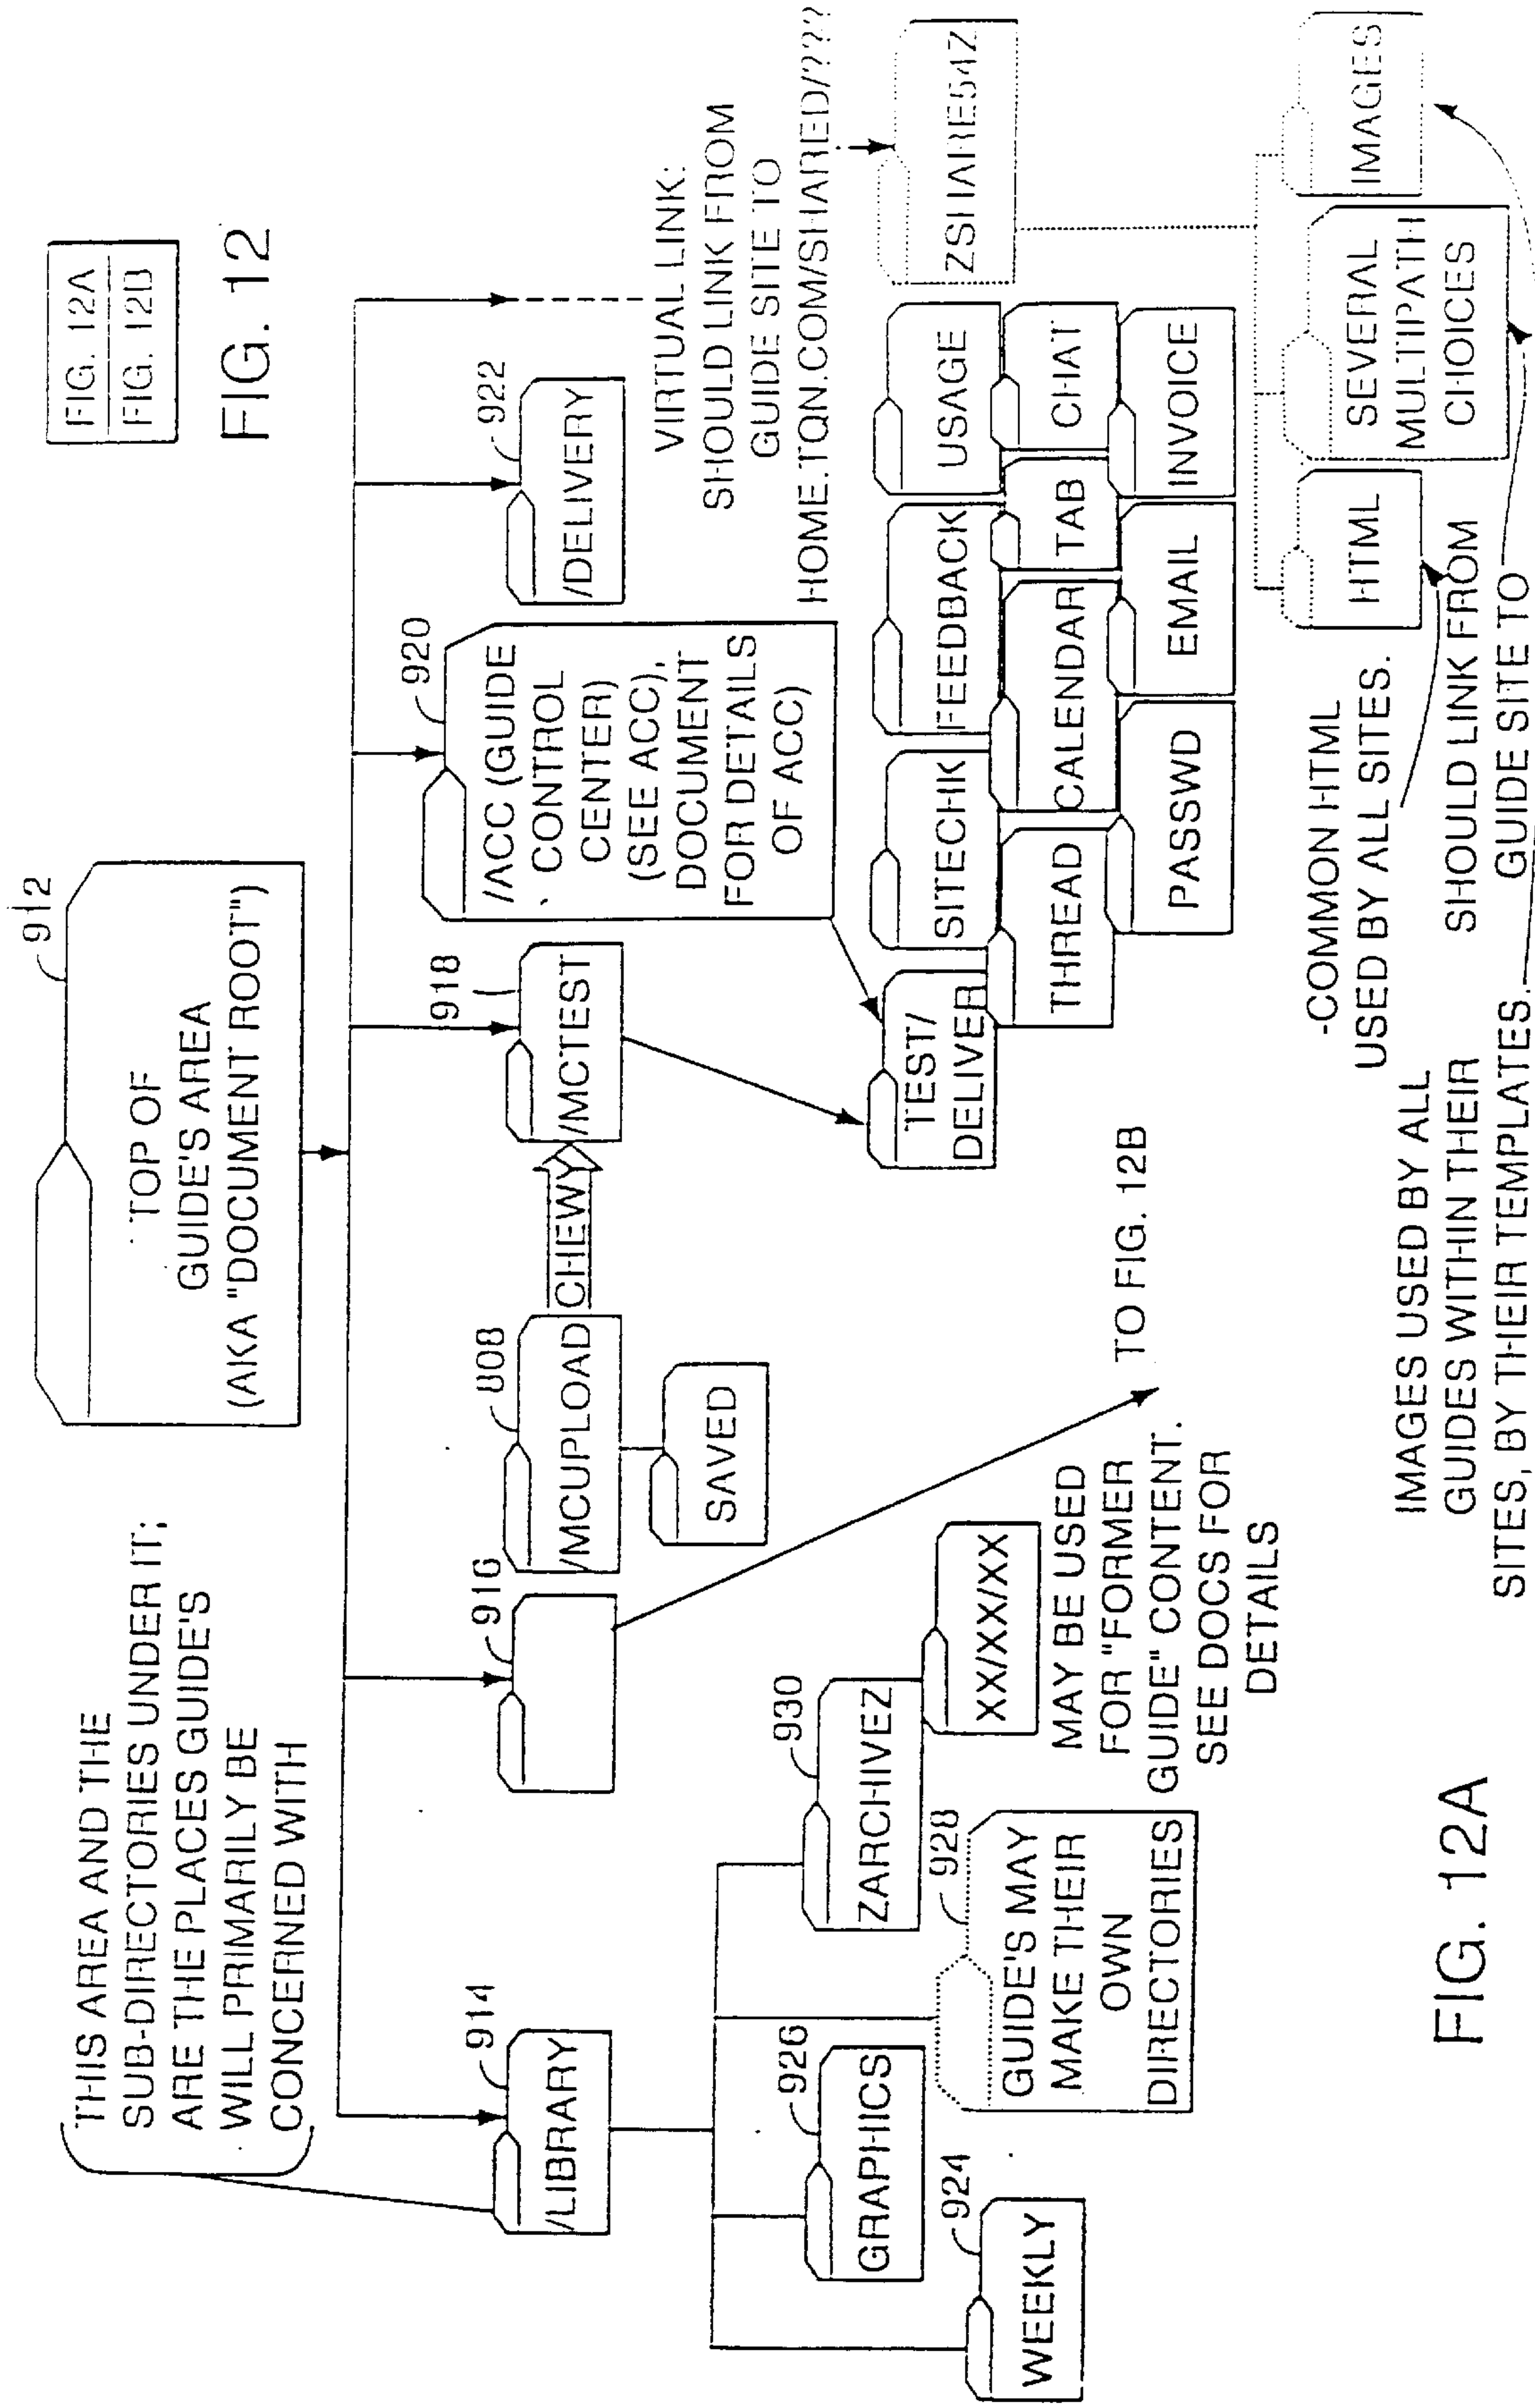 THIS AREA AND THE
SUB-DIRECTORIES UNDER IT;
ARE THE PLACES GUIDE'S
WILL PRIMARILY BE
CONCERNED WITH
912
TOP OF
GUIDE'S AREA
(AKA "DOCUMENT ROOT")
FIG. 12A
FIG. 12B
FIG. 12
914
/LIBRARY
916
808
/MCUPLOAD
CHEWY
918
/MCTEST
920
/ACC (GUIDE
CONTROL
CENTER)
(SEE ACC),
DOCUMENT
FOR DETAILS
OF ACC)
922
/DELIVERY
SAVED
VIRTUAL LINK:
SHOULD LINK FROM
GUIDE SITE TO
HOME.TQN.COM/SHARED/???
924
WEEKLY
926
GRAPHICS
928
GUIDE'S MAY
MAKE THEIR
OWN
DIRECTORIES
930
ZARCHIVEZ
XX/XX/XX
MAY BE USED
FOR "FORMER
GUIDE" CONTENT.
SEE DOCS FOR
DETAILS
TO FIG. 12B
TEST/
DELIVER
SITECHK
FEEDBACK
USAGE
THREAD
CALENDAR
TAB
CHAT
PASSWD
EMAIL
INVOICE
ZSHARE54Z
HTML
SEVERAL
MULTIPATH
CHOICES
IMAGES
-COMMON HTML
USED BY ALL SITES.
SHOULD LINK FROM
GUIDE SITE TO
IMAGES USED BY ALL
GUIDES WITHIN THEIR
SITES, BY THEIR TEMPLATES.
FIG. 12A